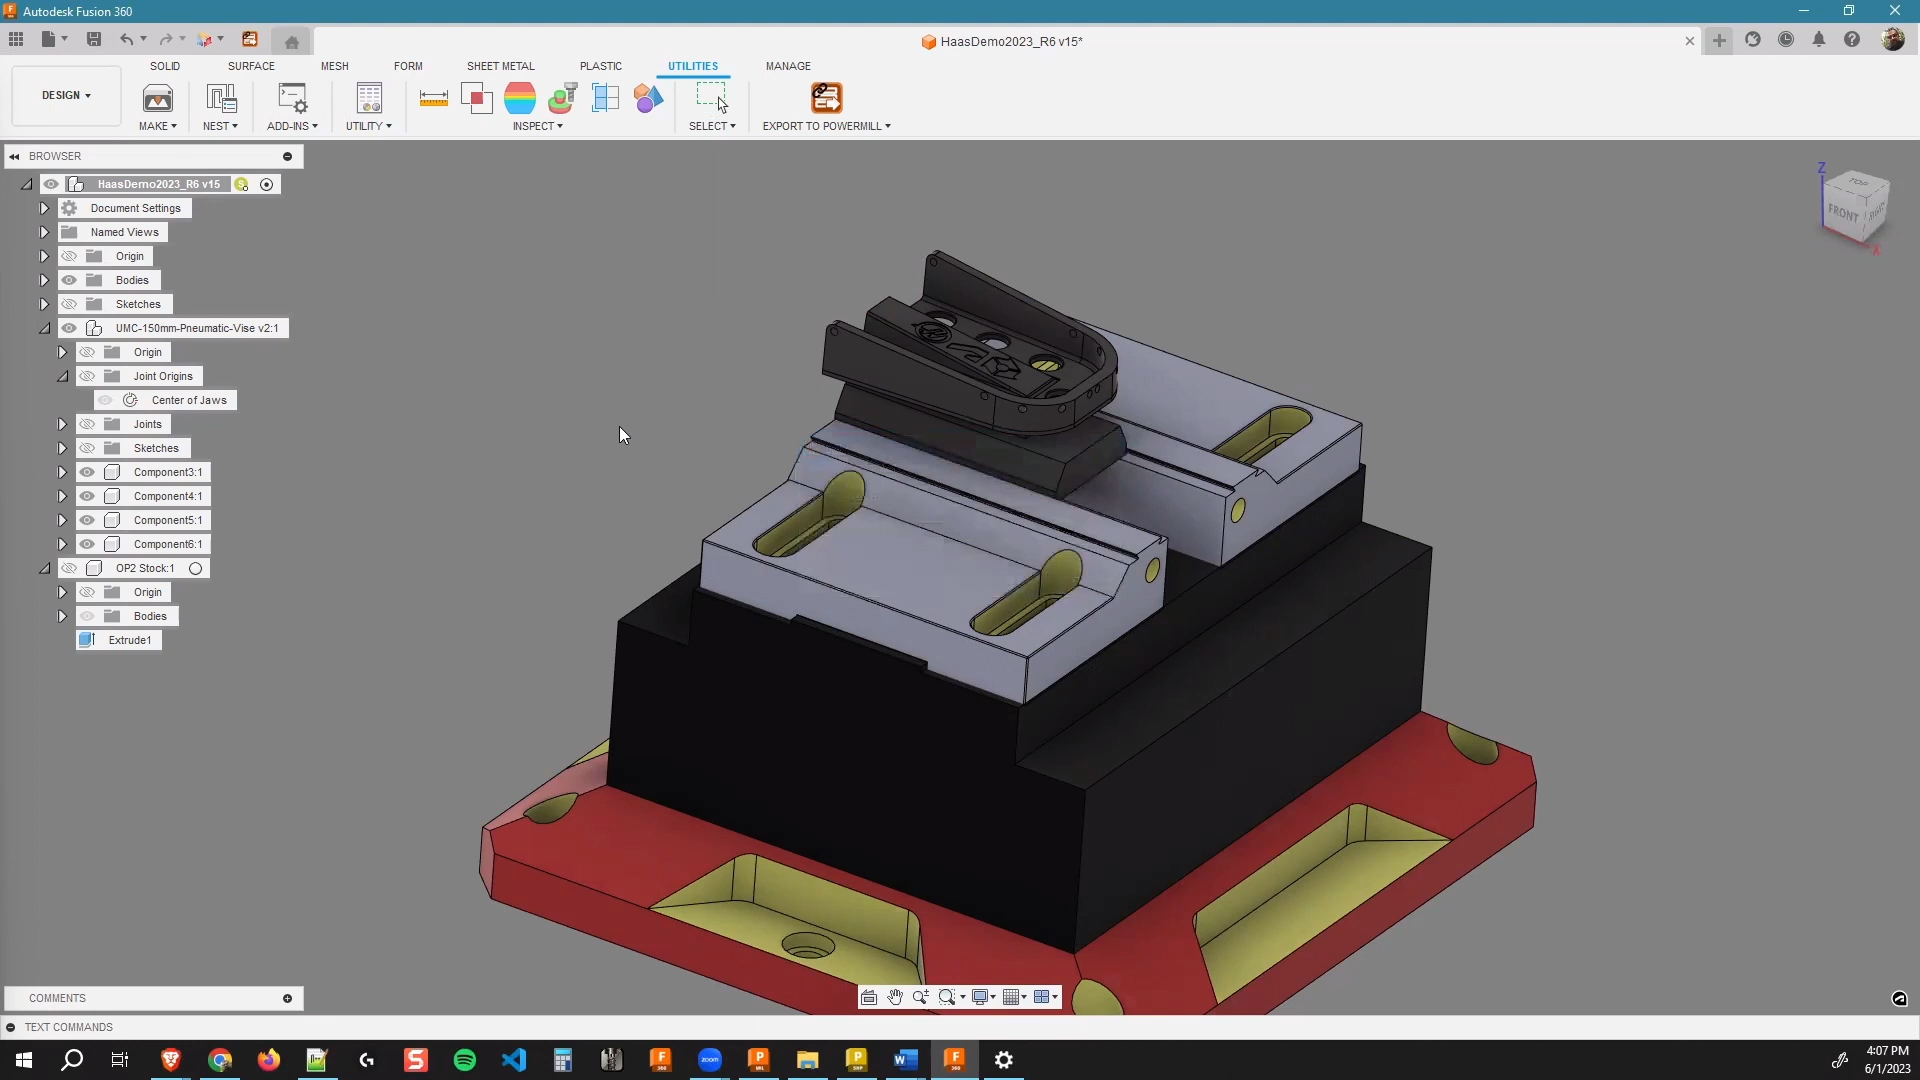 Autodesk Fusion 360
HaasDemo2023_R6 v15*
SOLID SURFACE MESH FORM SHEET METAL PLASTIC UTILITIES MANAGE
DESIGN
MAKE NEST ADD-INS UTILITY INSPECT SELECT EXPORT TO POWERMILL
BROWSER
HaasDemo2023_R6 v15
Document Settings
Named Views
Origin
Bodies
Sketches
UMC-150mm-Pneumatic-Vise v2:1
Origin
Joint Origins
Center of Jaws
Joints
Sketches
Component3:1
Component4:1
Component5:1
Component6:1
OP2 Stock:1
Origin
Bodies
Extrude1
Z
TOP
FRONT
RIGHT
X
COMMENTS
TEXT COMMANDS
zoom
4:07 PM
6/1/2023